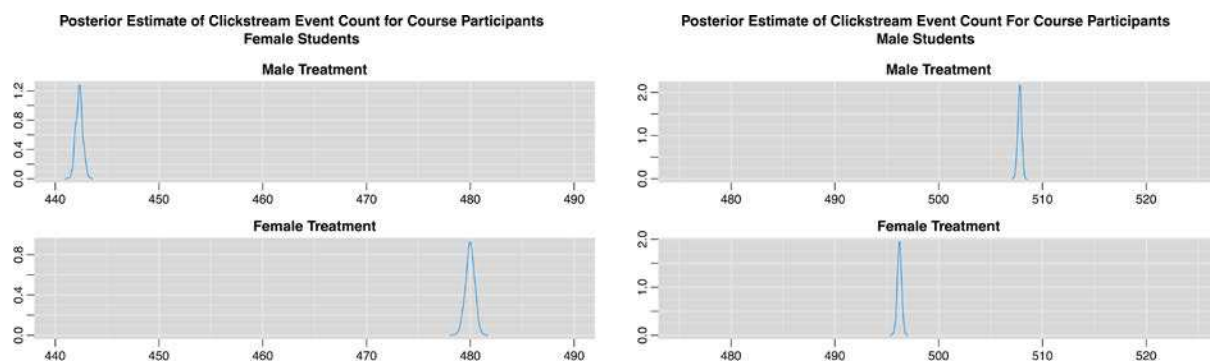 Posterior Estimate of Clickstream Event Count for Course Participants
Female Students
Male Treatment
1.2
0.8
0.4
0.0
440 450 460 470 480 490
Female Treatment
0.8
0.4
0.0
440 450 460 470 480 490
Posterior Estimate of Clickstream Event Count For Course Participants
Male Students
Male Treatment
2.0
1.0
0.0
480 490 500 510 520
Female Treatment
2.0
1.0
0.0
480 490 500 510 520